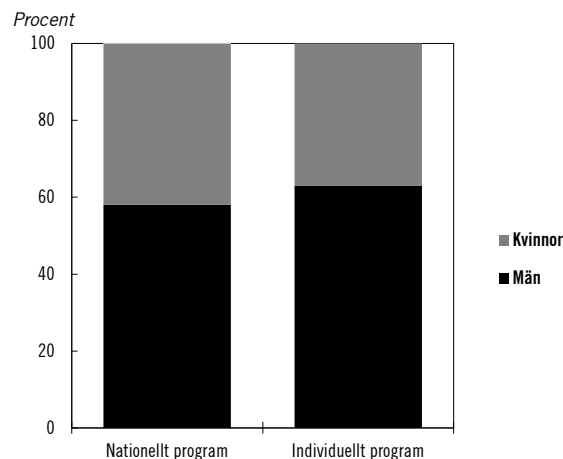 Procent
100
80
60
40
20
0
Nationellt program
Individuellt program
Kvinnor
Män